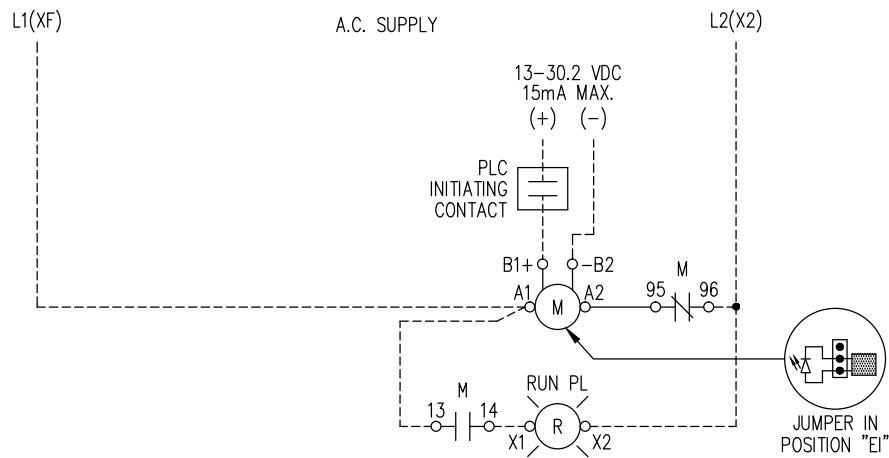 L1(XF)
A.C. SUPPLY
L2(X2)
13-30.2 VDC
15mA MAX.
(+)
(-)
PLC
INITIATING
CONTACT
B1+
-B2
M
A1
M
A2
95
96
RUN PL
M
13
14
X1
R
X2
JUMPER IN
POSITION "EI"